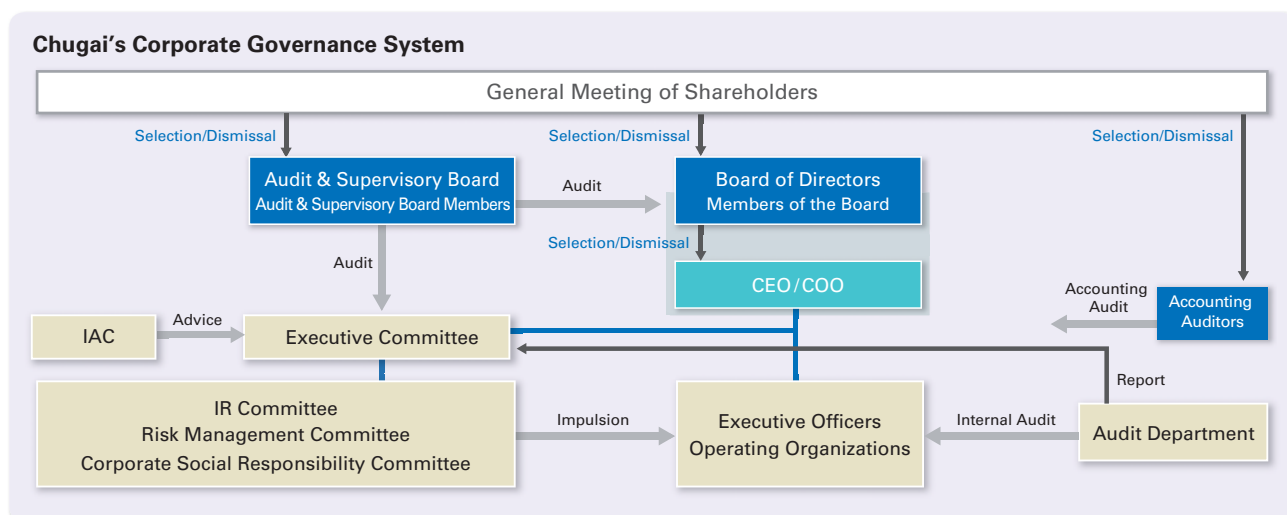 Chugai's Corporate Governance System
General Meeting of Shareholders
Selection/Dismissal
Selection/Dismissal
Selection/Dismissal
Audit & Supervisory Board
Audit & Supervisory Board Members
Audit
Board of Directors
Members of the Board
Selection/Dismissal
Audit
CEO/COO
Accounting
Audit
Accounting
Auditors
IAC
Advice
Executive Committee
Report
IR Committee
Risk Management Committee
Corporate Social Responsibility Committee
Impulsion
Executive Officers
Operating Organizations
Internal Audit
Audit Department